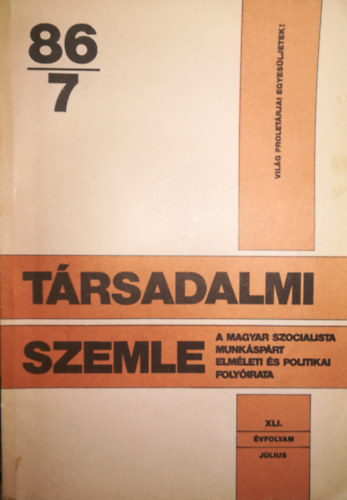 86
7
VILÁG PROLETÁRJAI EGYESÜLJETEK!
TÁRSADALMI
SZEMLE
A MAGYAR SZOCIALISTA
MUNKÁSPÁRT
ELMÉLETI ÉS POLITIKAI
FOLYÓIRATA
XLI.
ÉVFOLYAM
JÚLIUS